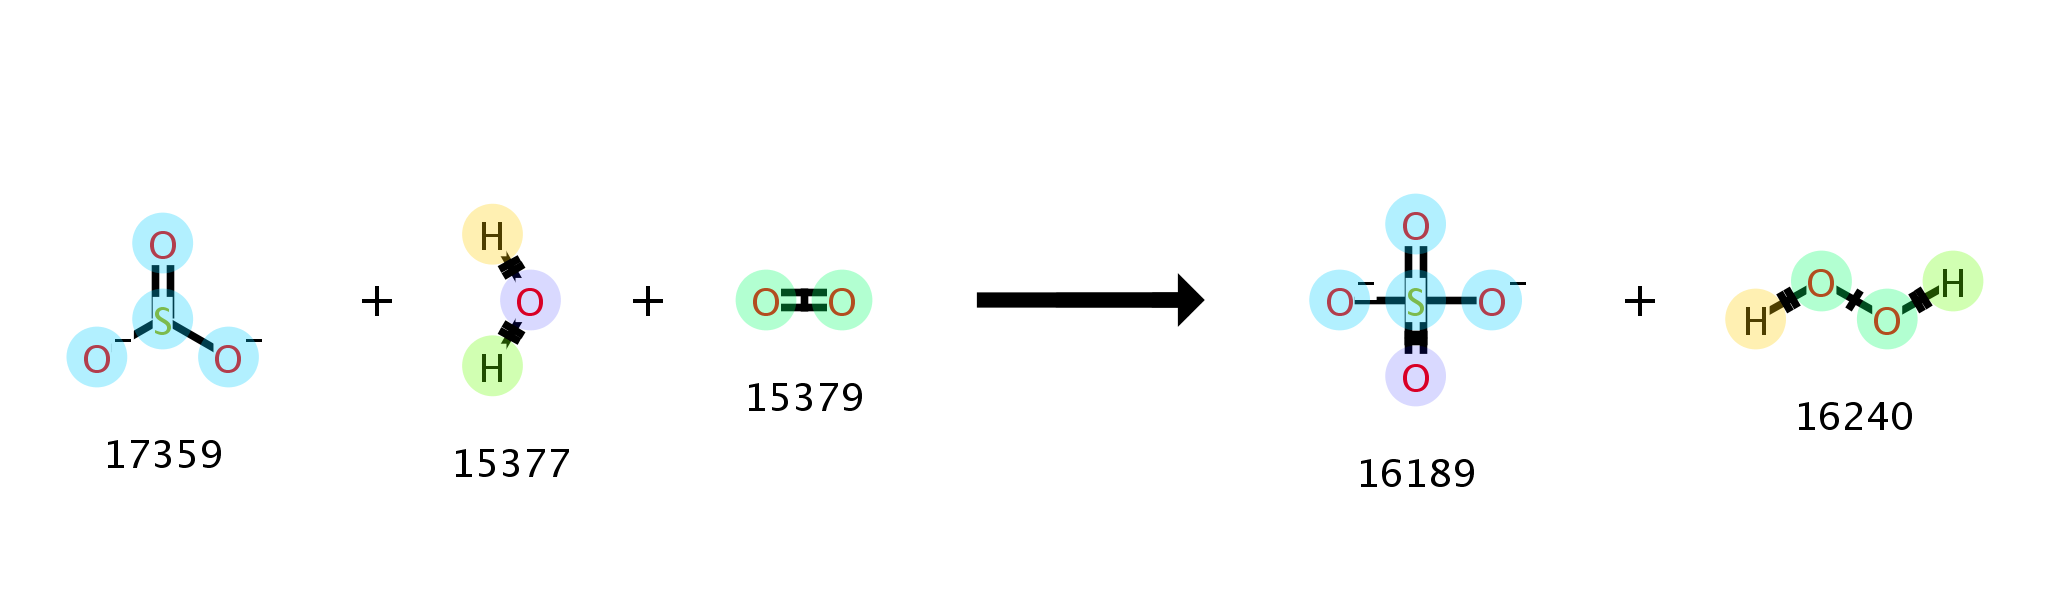 O
S
O⁻
O⁻
17359
+
H
O
H
15377
+
O
O
15379
O
O⁻
S
O⁻
O
16189
+
H
O
O
H
16240